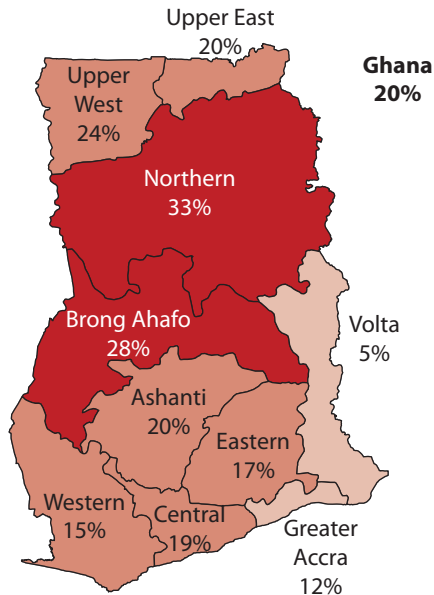 Upper East
20%
Ghana
20%
Upper
West
24%
Northern
33%
Brong Ahafo
28%
Volta
5%
Ashanti
20%
Eastern
17%
Western
15%
Central
19%
Greater
Accra
12%